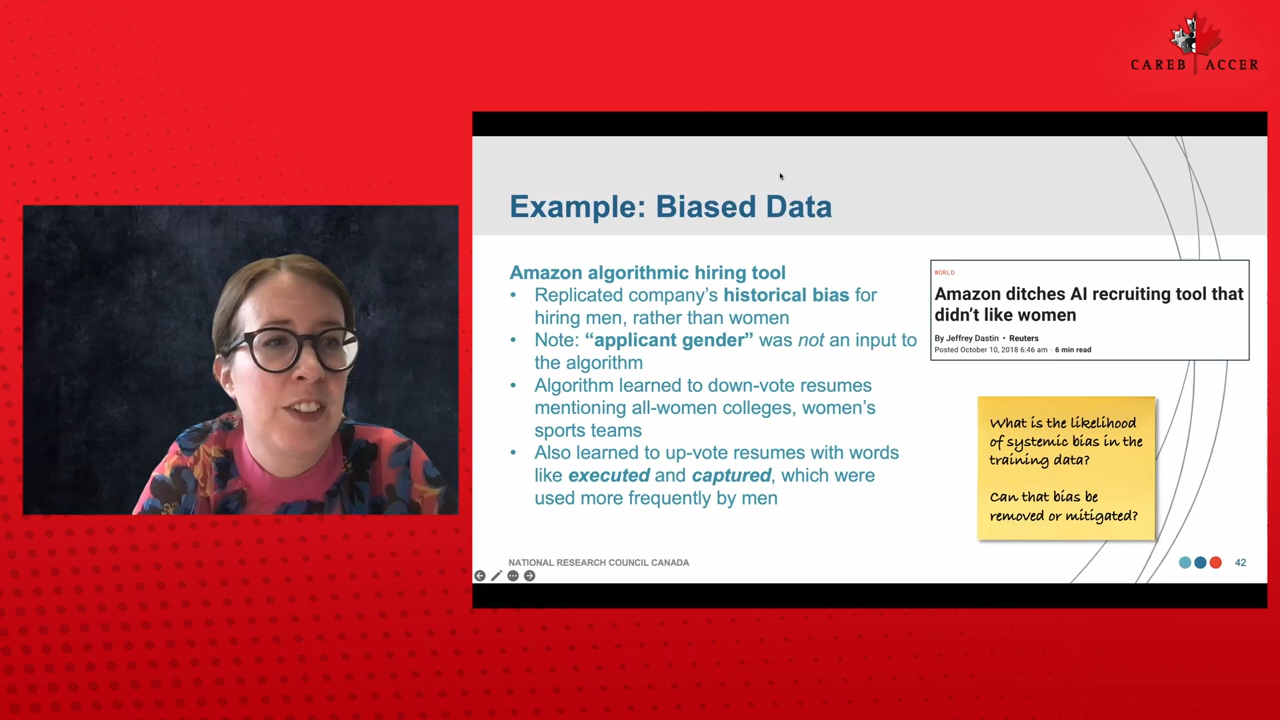 CAREB ACCER
Example: Biased Data
Amazon algorithmic hiring tool
• Replicated company's historical bias for
hiring men, rather than women
• Note: “applicant gender” was not an input to
the algorithm
• Algorithm learned to down-vote resumes
mentioning all-women colleges, women's
sports teams
• Also learned to up-vote resumes with words
like executed and captured, which were
used more frequently by men
WORLD
Amazon ditches AI recruiting tool that
didn't like women
By Jeffrey Dastin • Reuters
Posted October 10, 2018 6:46 am · 6 min read
What is the likelihood
of systemic bias in the
training data?
Can that bias be
removed or mitigated?
NATIONAL RESEARCH COUNCIL CANADA
42